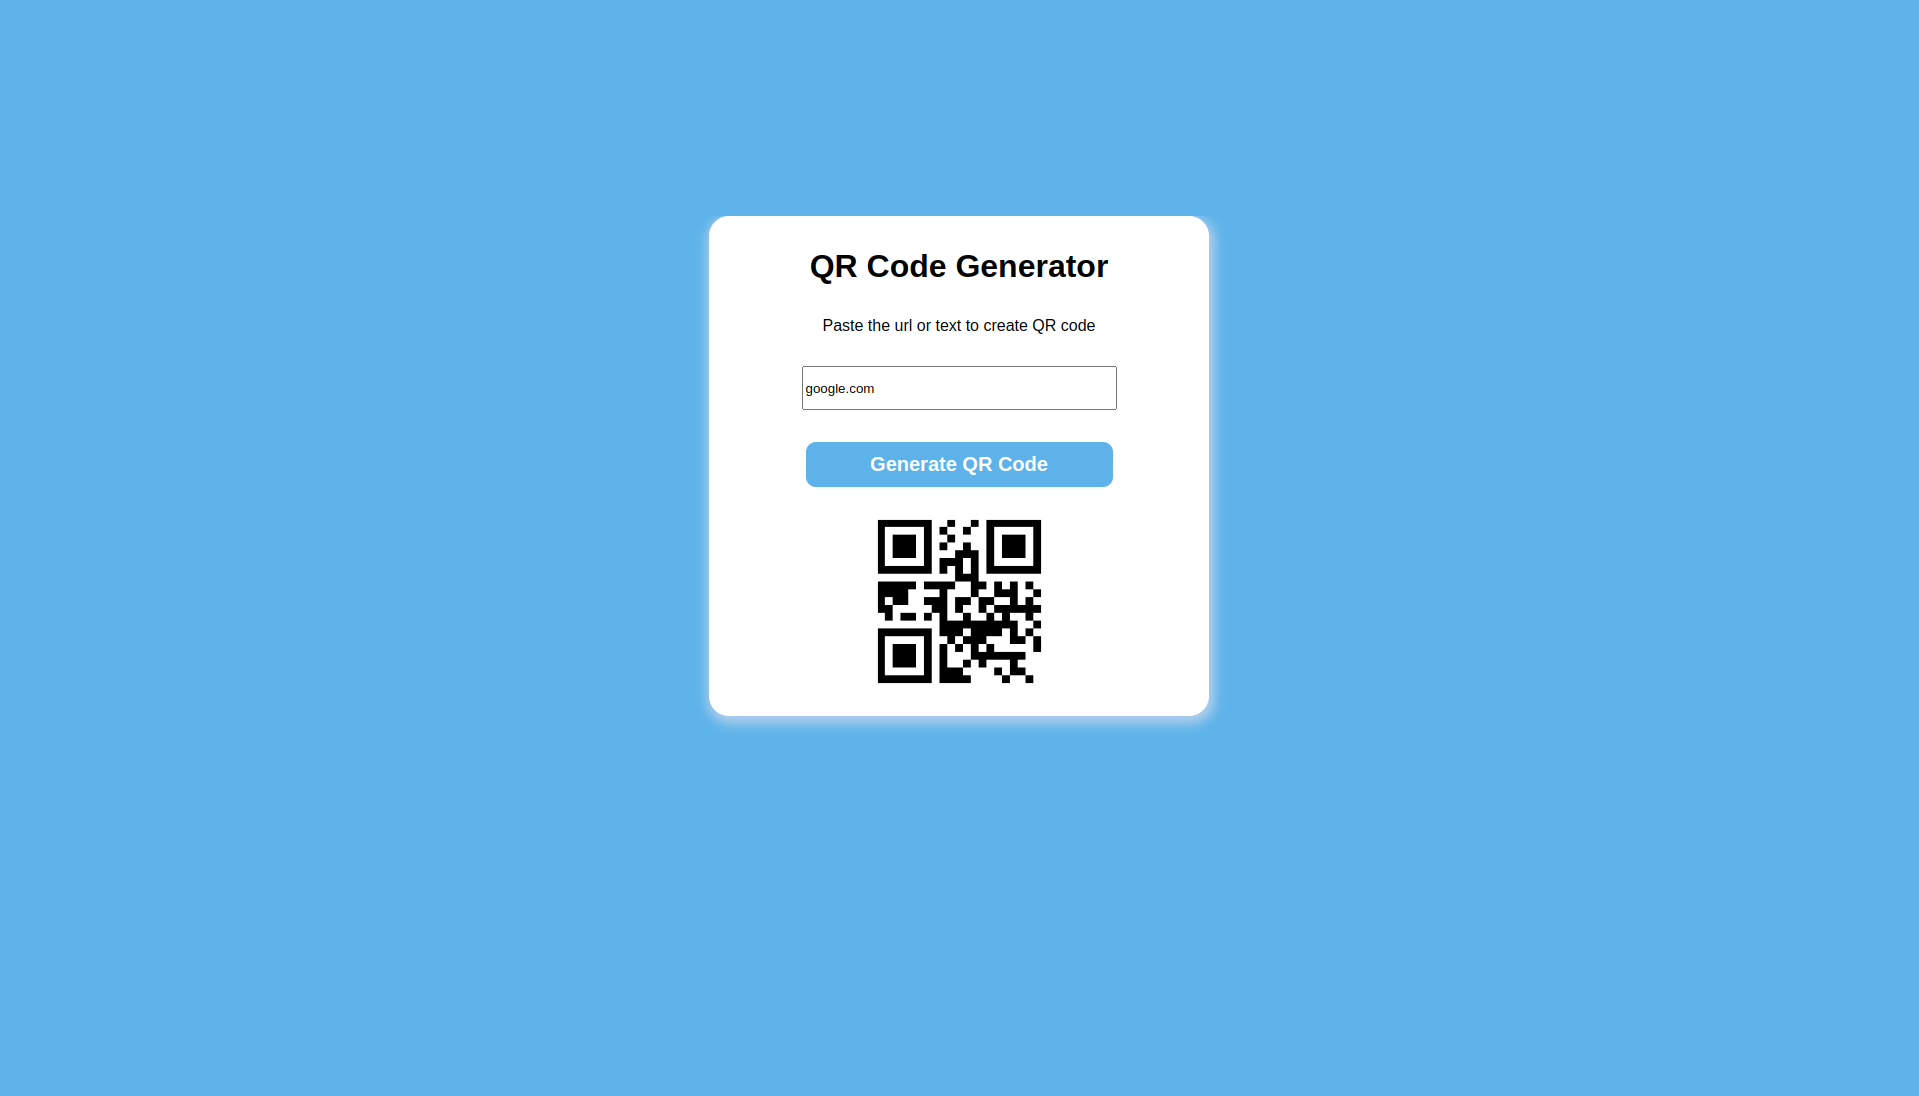 QR Code Generator
Paste the url or text to create QR code
google.com
Generate QR Code